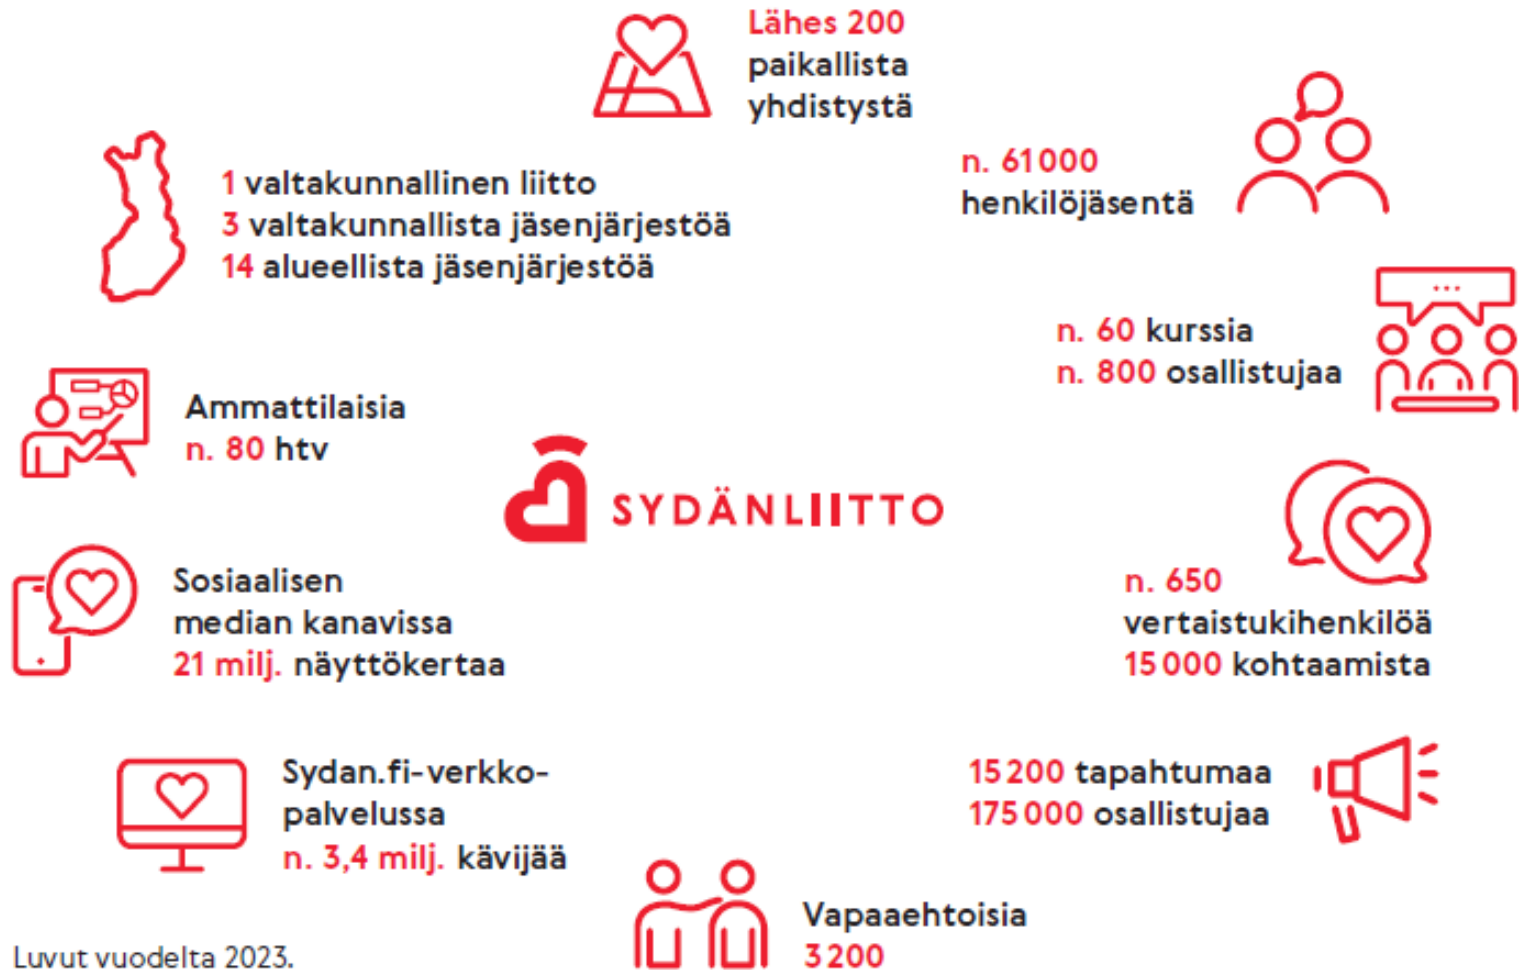 Lähes 200
paikallista
yhdistystä
n. 61 000
henkilöjäsentä
1 valtakunnallinen liitto
3 valtakunnallista jäsenjärjestöä
14 alueellista jäsenjärjestöä
n. 60 kurssia
n. 800 osallistujaa
Ammattilaisia
n. 80 htv
SYDÄNLIITTO
n. 650
vertaistukihenkilöä
15 000 kohtaamista
Sosiaalisen
median kanavissa
21 milj. näyttökertaa
15 200 tapahtumaa
175 000 osallistujaa
Sydan.fi-verkko-
palvelussa
n. 3,4 milj. kävijää
Vapaaehtoisia
3 200
Luvut vuodelta 2023.